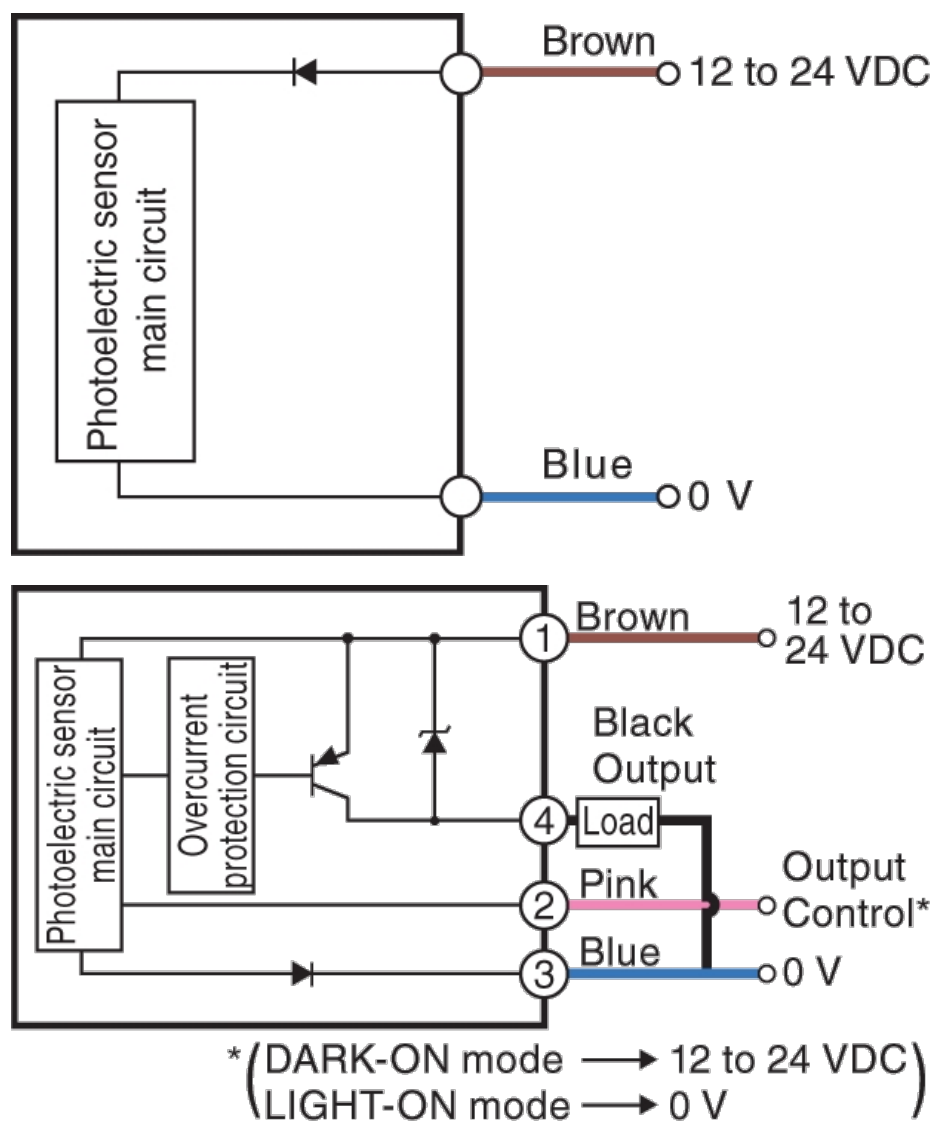 Brown
12 to 24 VDC
Photoelectric sensor
main circuit
Blue
0 V
1
Brown
12 to
24 VDC
Photoelectric sensor
main circuit
Overcurrent
protection circuit
Black
Output
4
Load
2
Pink
Output
Control*
3
Blue
0 V
*(DARK-ON mode → 12 to 24 VDC
LIGHT-ON mode → 0 V)